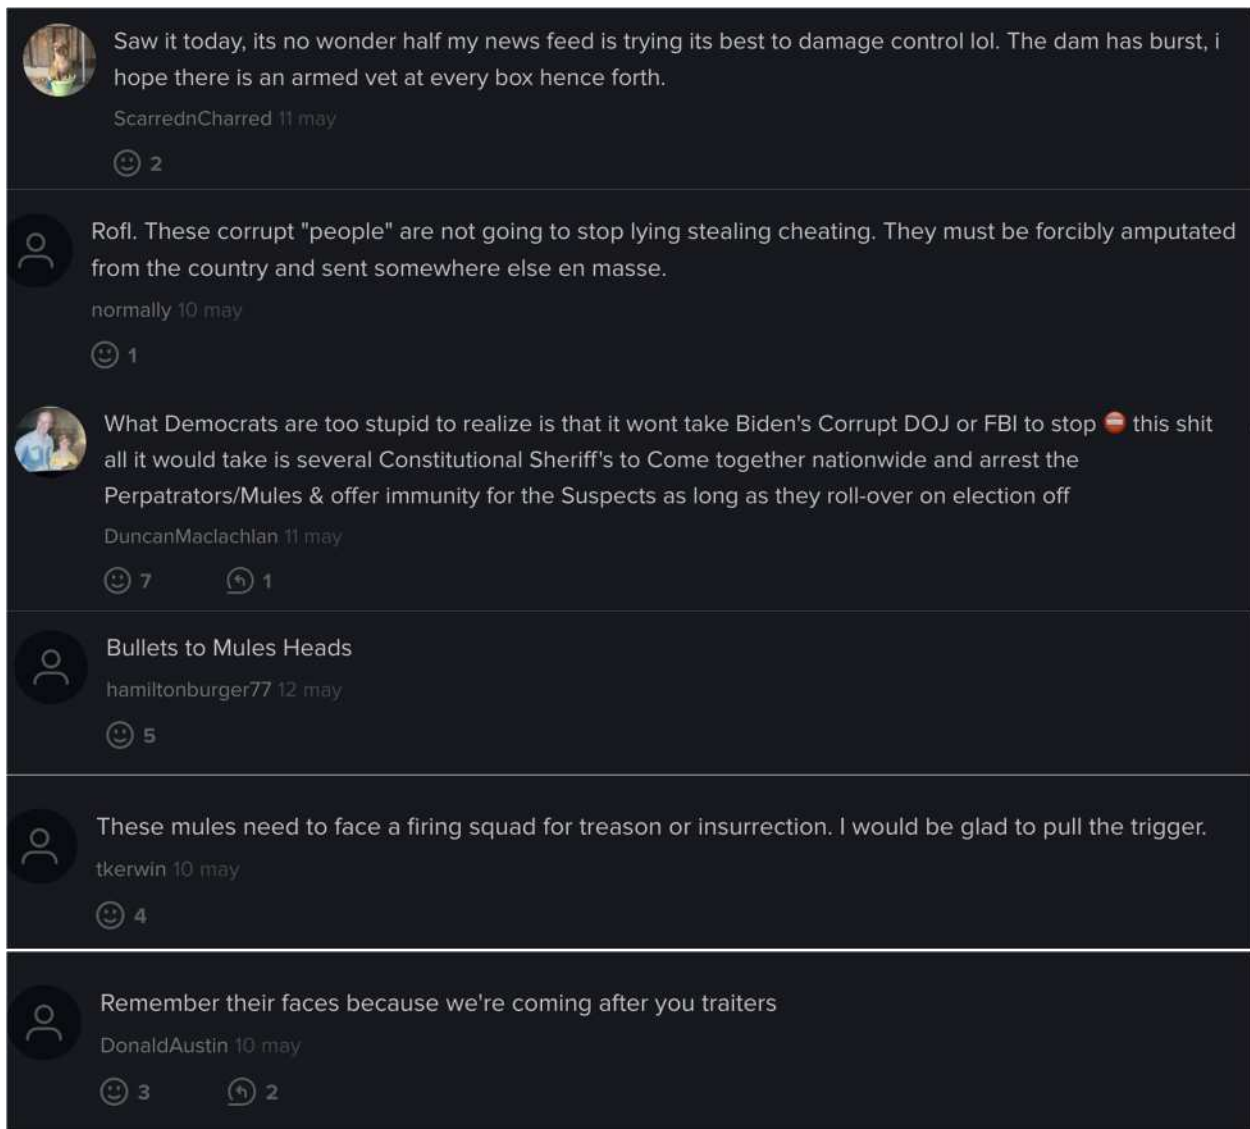 Saw it today, its no wonder half my news feed is trying its best to damage control lol. The dam has burst, i
hope there is an armed vet at every box hence forth.
ScarrednCharred 11 may
2
Rofl. These corrupt "people" are not going to stop lying stealing cheating. They must be forcibly amputated
from the country and sent somewhere else en masse.
normally 10 may
1
What Democrats are too stupid to realize is that it wont take Biden's Corrupt DOJ or FBI to stop ⛔ this shit
all it would take is several Constitutional Sheriff's to Come together nationwide and arrest the
Perpatrators/Mules & offer immunity for the Suspects as long as they roll-over on election off
DuncanMaclachlan 11 may
7 1
Bullets to Mules Heads
hamiltonburger77 12 may
5
These mules need to face a firing squad for treason or insurrection. I would be glad to pull the trigger.
tkerwin 10 may
4
Remember their faces because we're coming after you traiters
DonaldAustin 10 may
3 2